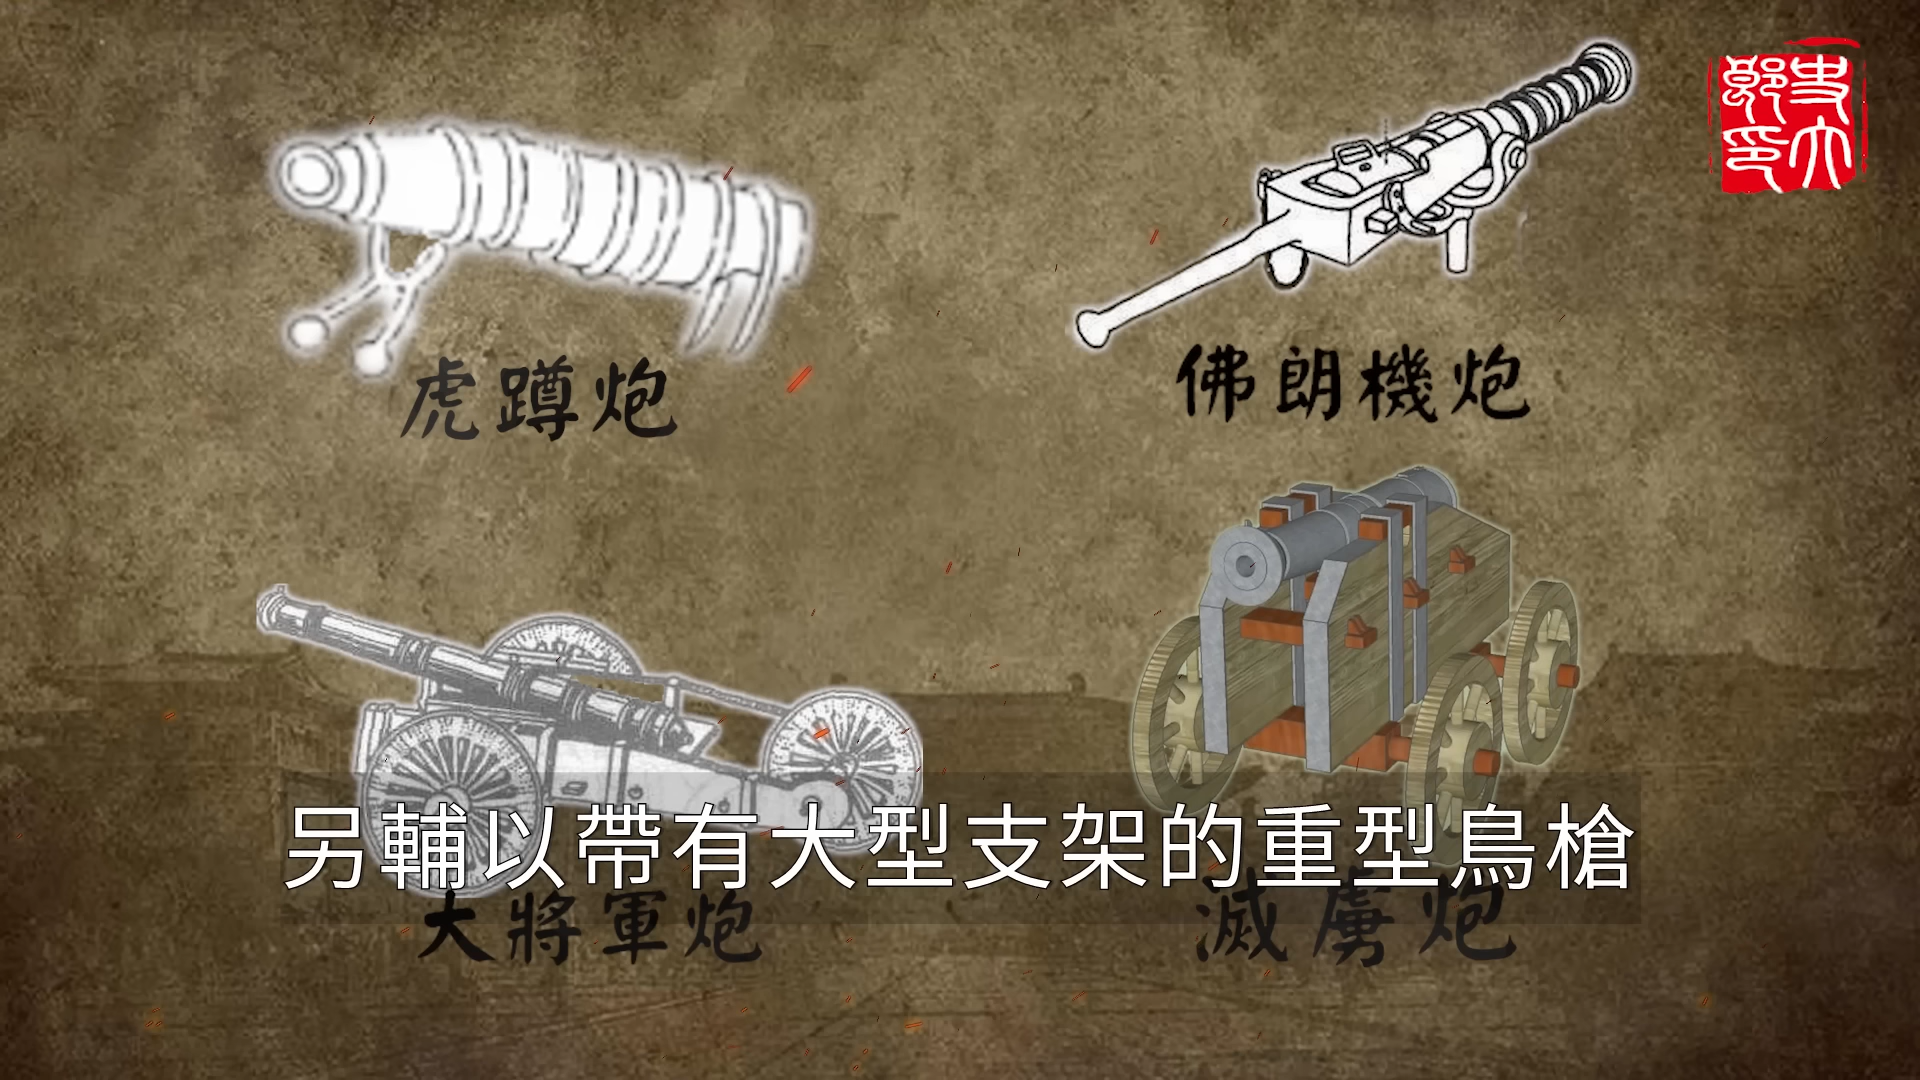 虎蹲炮
佛朗機炮
另輔以帶有大型支架的重型鳥槍
大將軍炮
滅虜炮